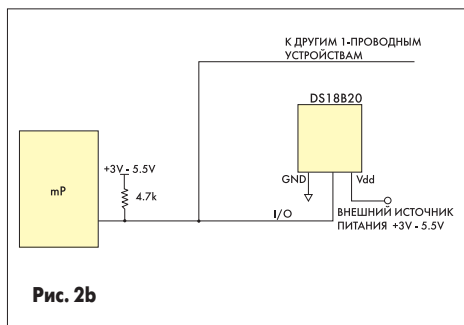 К ДРУГИМ 1-ПРОВОДНЫМ
УСТРОЙСТВАМ
DS18B20
+3V - 5.5V
mP
4.7k
GND
Vdd
I/O
ВНЕШНИЙ ИСТОЧНИК
ПИТАНИЯ +3V - 5.5V
Рис. 2b